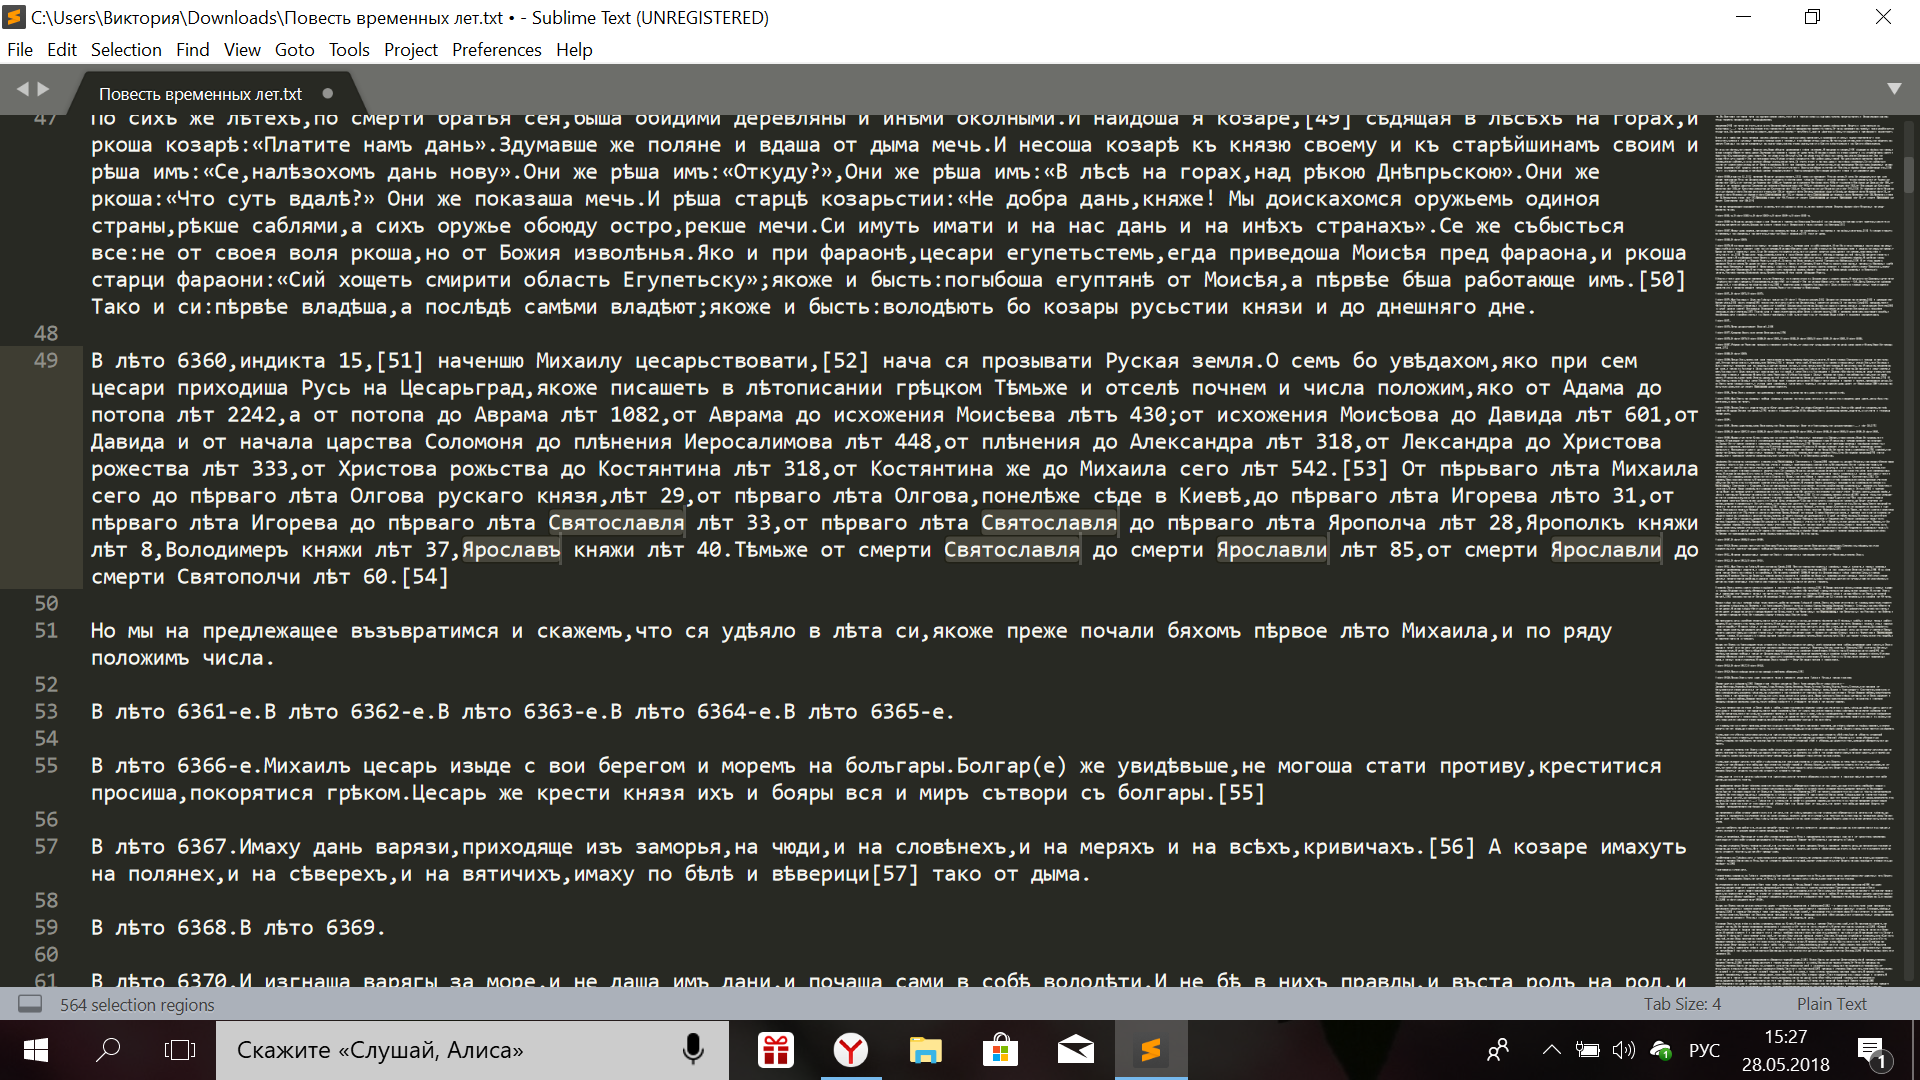 C:\Users\Виктория\Downloads\Повесть временных лет.txt • - Sublime Text (UNREGISTERED)
File Edit Selection Find View Goto Tools Project Preferences Help
Повесть временных лет.txt
47 По сихъ же лѣтехъ,по смерти братья сея,быша обидими деревляны и инѣми околными.И найдоша я козаре,[49] сѣдящая в лѣсѣхъ на горах,и
ркоша козарѣ:«Платите намъ дань».Здумавше же поляне и вдаша от дыма мечь.И несоша козарѣ къ князю своему и къ старѣйшинамъ своим и
рѣша имъ:«Се,налѣзохомъ дань нову».Они же рѣша имъ:«Откуду?»,Они же рѣша имъ:«В лѣсѣ на горах,над рѣкою Днѣпрьскою».Они же
ркоша:«Что суть вдалѣ?» Они же показаша мечь.И рѣша старцѣ козарьстии:«Не добра дань,княже! Мы доискахомся оружьемь одиноя
страны,рѣкше саблями,а сихъ оружье обоюду остро,рекше мечи.Си имуть имати и на нас дань и на инѣхъ странахъ».Се же събысться
все:не от своея воля ркоша,но от Божия изволѣнья.Яко и при фараонѣ,цесари египетьстемь,егда приведоша Моисѣя пред фараона,и ркоша
старци фараони:«Сий хощеть смирити область Египетьску»;якоже и бысть:погыбоша егуптянѣ от Моисѣя,а пѣрвѣе бѣша работающе имъ.[50]
Тако и си:пѣрвѣе владѣша,а послѣдѣ самѣми владѣют;якоже и бысть:володѣють бо козары русьстии князи и до днешняго дне.
48
49 В лѣто 6360,индикта 15,[51] наченшю Михаилу цесарьствовати,[52] нача ся прозывати Руская земля.О семъ бо увѣдахом,яко при сем
цесари приходиша Русь на Цесарьград,якоже писашеть в лѣтописании грѣцком Тѣмьже и отселѣ почнем и числа положим,яко от Адама до
потопа лѣт 2242,а от потопа до Аврама лѣт 1082,от Аврама до исхожения Моисѣева лѣтъ 430;от исхожения Моисѣова до Давида лѣт 601,от
Давида и от начала царства Соломоня до плѣнения Иеросалимова лѣт 448,от плѣнения до Александра лѣт 318,от Лександра до Христова
рожества лѣт 333,от Христова рожьства до Костянтина лѣт 318,от Костянтина же до Михаила сего лѣт 542.[53] От пѣрьваго лѣта Михаила
сего до пѣрваго лѣта Олгова рускаго князя,лѣт 29,от пѣрваго лѣта Олгова,понелѣже сѣде в Киевѣ,до пѣрваго лѣта Игорева лѣто 31,от
пѣрваго лѣта Игорева до пѣрваго лѣта Святославля лѣт 33,от пѣрваго лѣта Святославля до пѣрваго лѣта Ярополча лѣт 28,Ярополкъ княжи
лѣт 8,Володимеръ княжи лѣт 37,Ярославъ княжи лѣт 40.Тѣмьже от смерти Святославля до смерти Ярославли лѣт 85,от смерти Ярославли до
смерти Святополчи лѣт 60.[54]
50
51 Но мы на предлежащее възъвратимся и скажемъ,что ся удѣяло в лѣта си,якоже преже почали бяхомъ пѣрвое лѣто Михаила,и по ряду
положимъ числа.
52
53 В лѣто 6361-е.В лѣто 6362-е.В лѣто 6363-е.В лѣто 6364-е.В лѣто 6365-е.
54
55 В лѣто 6366-е.Михаилъ цесарь изыде с вои берегом и моремъ на болъгары.Болгар(е) же увидѣвьше,не могоша стати противу,креститися
просиша,покорятися грѣком.Цесарь же крести князя ихъ и бояры вся и миръ сътвори съ болгары.[55]
56
57 В лѣто 6367.Имаху дань варязи,приходяще изъ заморья,на чюди,и на словѣнехъ,и на меряхъ и на всѣхъ,кривичахъ.[56] А козаре имахуть
на полянех,и на сѣверехъ,и на вятичихъ,имаху по бѣлѣ и вѣверици[57] тако от дыма.
58
59 В лѣто 6368.В лѣто 6369.
60
61 В лѣто 6370.И изгнаша варягы за море,и не даша имъ дани,и почаша сами в собѣ володѣти.И не бѣ в нихъ правды,и въста родъ на род,и
564 selection regions Tab Size: 4 Plain Text
Скажите «Слушай, Алиса» РУС 15:27
28.05.2018
1